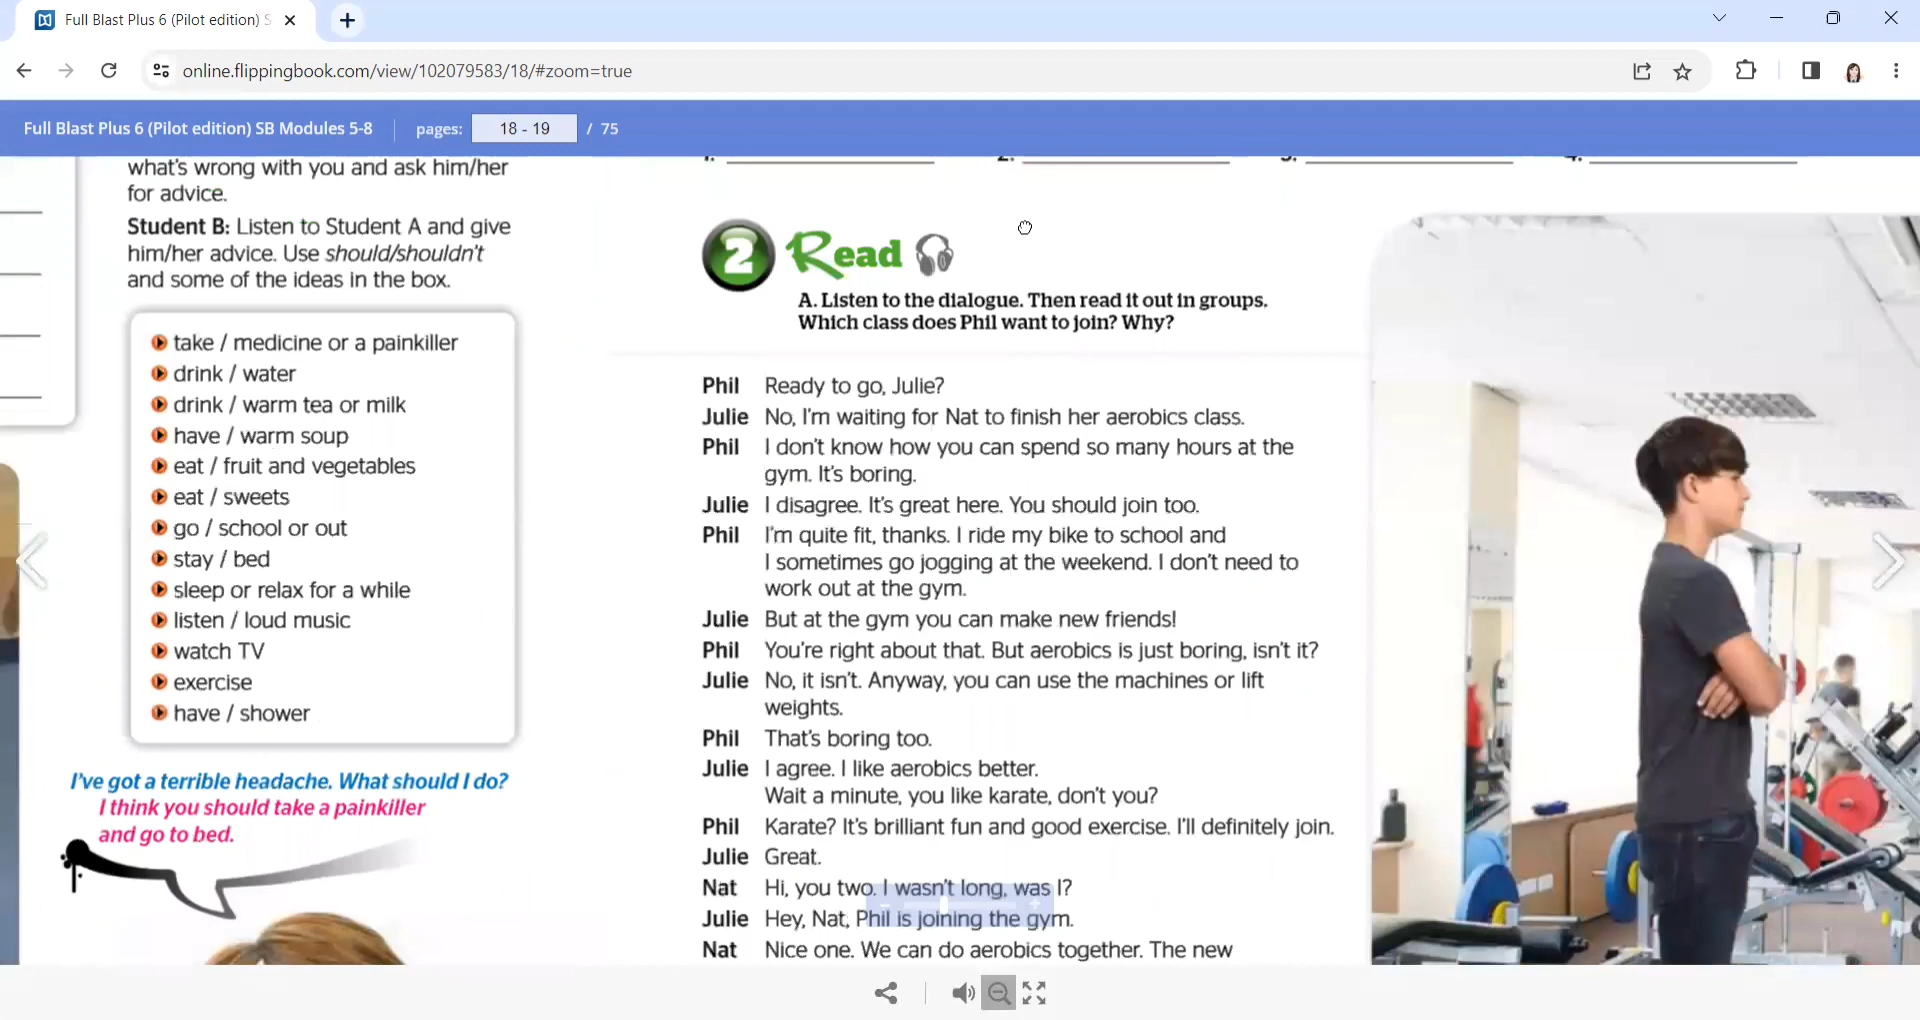 Full Blast Plus 6 (Pilot edition) S
online.flippingbook.com/view/102079583/18/#zoom=true
Full Blast Plus 6 (Pilot edition) SB Modules 5-8
pages: 18 - 19 / 75
what's wrong with you and ask him/her
for advice.
Student B: Listen to Student A and give
him/her advice. Use should/shouldn't
and some of the ideas in the box.
take / medicine or a painkiller
drink / water
drink / warm tea or milk
have / warm soup
eat / fruit and vegetables
eat / sweets
go / school or out
stay / bed
sleep or relax for a while
listen / loud music
watch TV
exercise
have / shower
I've got a terrible headache. What should I do?
I think you should take a painkiller
and go to bed.
1. 2. 3. 4.
2 Read
A. Listen to the dialogue. Then read it out in groups.
Which class does Phil want to join? Why?
Phil Ready to go, Julie?
Julie No, I'm waiting for Nat to finish her aerobics class.
Phil I don't know how you can spend so many hours at the
gym. It's boring.
Julie I disagree. It's great here. You should join too.
Phil I'm quite fit, thanks. I ride my bike to school and
I sometimes go jogging at the weekend. I don't need to
work out at the gym.
Julie But at the gym you can make new friends!
Phil You're right about that. But aerobics is just boring, isn't it?
Julie No, it isn't. Anyway, you can use the machines or lift
weights.
Phil That's boring too.
Julie I agree. I like aerobics better.
Wait a minute, you like karate, don't you?
Phil Karate? It's brilliant fun and good exercise. I'll definitely join.
Julie Great.
Nat Hi, you two. I wasn't long, was I?
Julie Hey, Nat, Phil is joining the gym.
Nat Nice one. We can do aerobics together. The new